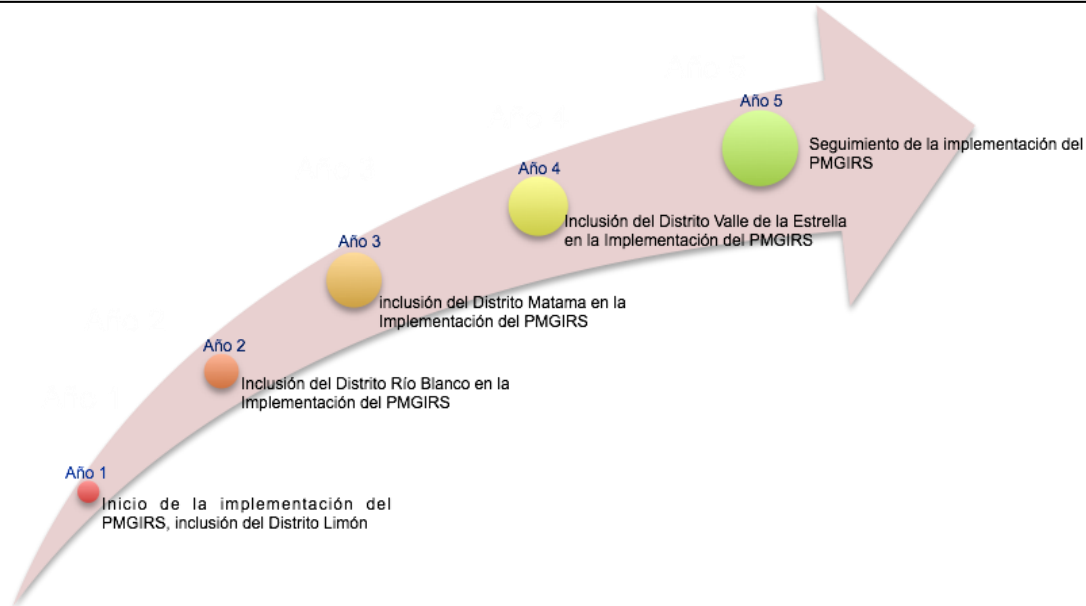 Año 5
Seguimiento de la implementación del
PMGIRS
Año 4
Inclusión del Distrito Valle de la Estrella
en la Implementación del PMGIRS
Año 3
inclusión del Distrito Matama en la
Implementación del PMGIRS
Año 2
Inclusión del Distrito Río Blanco en la
Implementación del PMGIRS
Año 1
Inicio de la implementación del
PMGIRS, inclusión del Distrito Limón